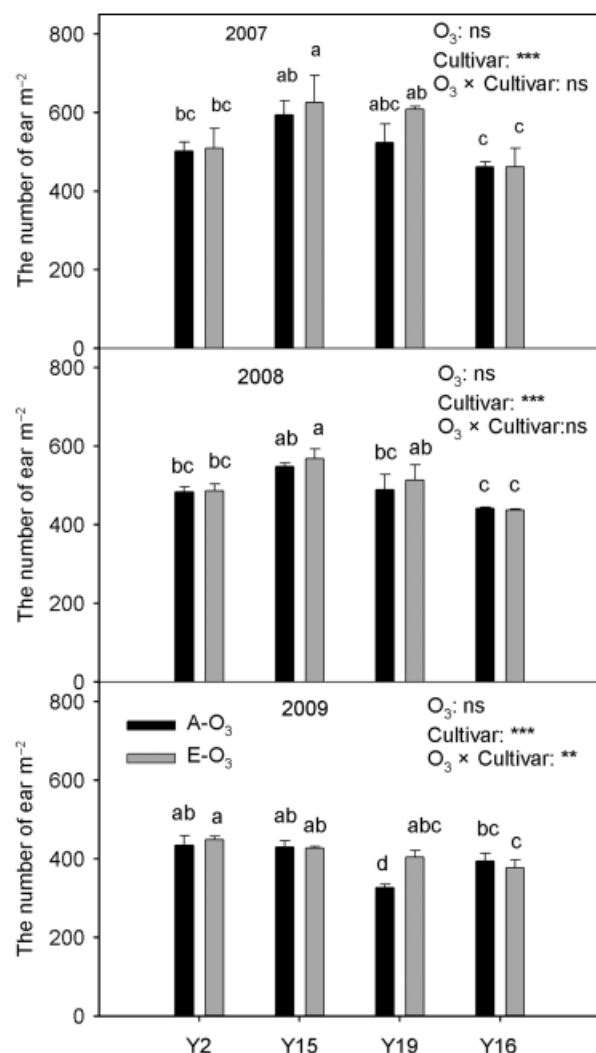 The number of ear m⁻²
800
600
400
200
0
2007
O₃: ns
Cultivar: ***
O₃ × Cultivar: ns
bc
bc
ab
a
abc
ab
c
c
The number of ear m⁻²
800
600
400
200
0
2008
O₃: ns
Cultivar: ***
O₃ × Cultivar:ns
bc
bc
ab
a
bc
ab
c
c
The number of ear m⁻²
800
600
400
200
0
A-O₃
E-O₃
2009
O₃: ns
Cultivar: ***
O₃ × Cultivar: **
ab
a
ab
ab
d
abc
bc
c
Y2
Y15
Y19
Y16